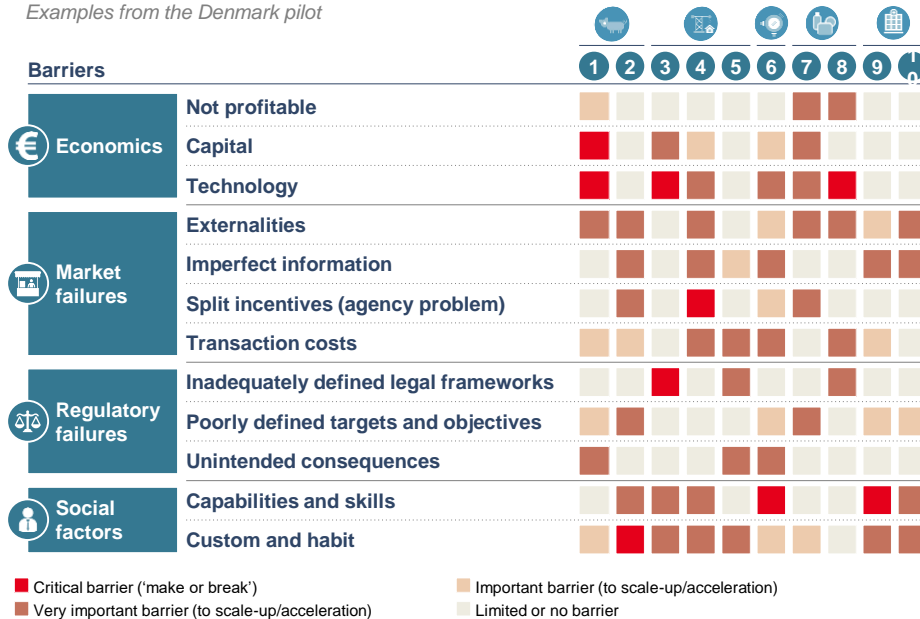 Examples from the Denmark pilot
Barriers
1 2 3 4 5 6 7 8 9 10
€ Economics
Not profitable
Capital
Technology
Market
failures
Externalities
Imperfect information
Split incentives (agency problem)
Transaction costs
Regulatory
failures
Inadequately defined legal frameworks
Poorly defined targets and objectives
Unintended consequences
Social
factors
Capabilities and skills
Custom and habit
Critical barrier (‘make or break’)
Important barrier (to scale-up/acceleration)
Very important barrier (to scale-up/acceleration)
Limited or no barrier